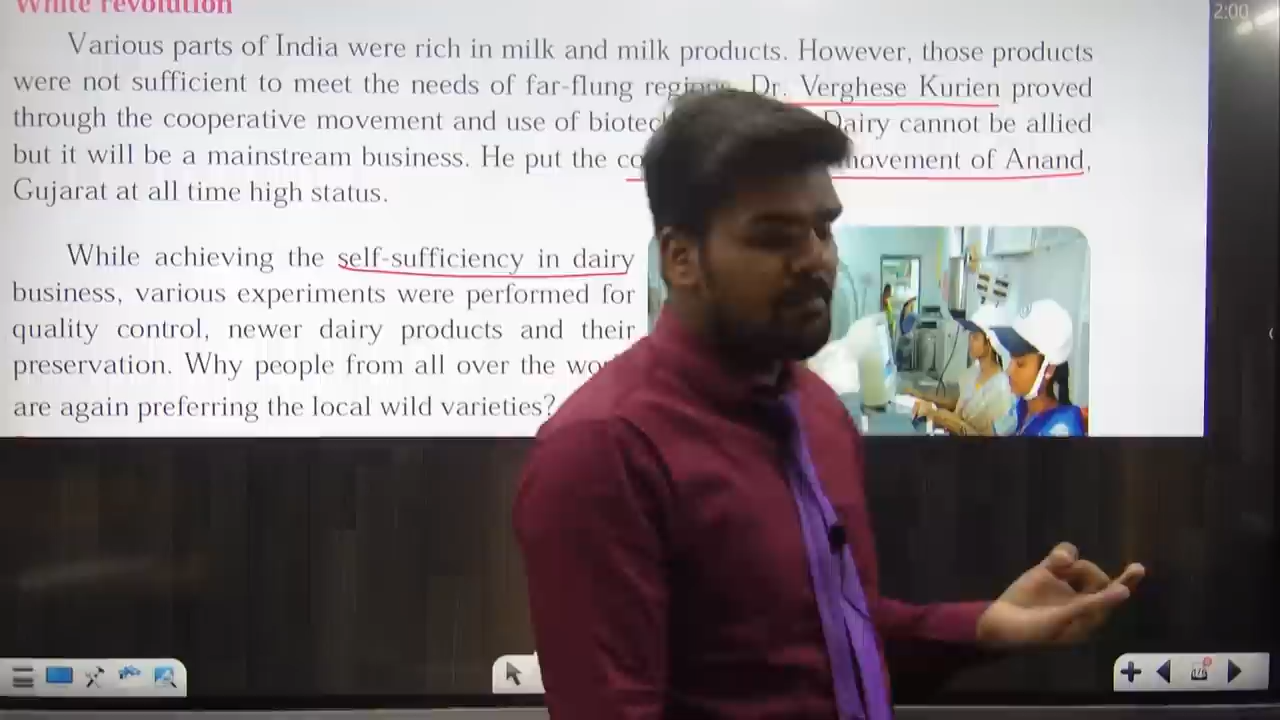 White revolution
2:00
Various parts of India were rich in milk and milk products. However, those products
were not sufficient to meet the needs of far-flung Dr. Verghese Kurien proved
through the cooperative movement and use of Dairy cannot be allied
but it will be a mainstream business. He put the movement of Anand,
Gujarat at all time high status.
While achieving the self-sufficiency in dairy
business, various experiments were performed for
quality control, newer dairy products and their
preservation. Why people from all over the
are again preferring the local wild varieties?